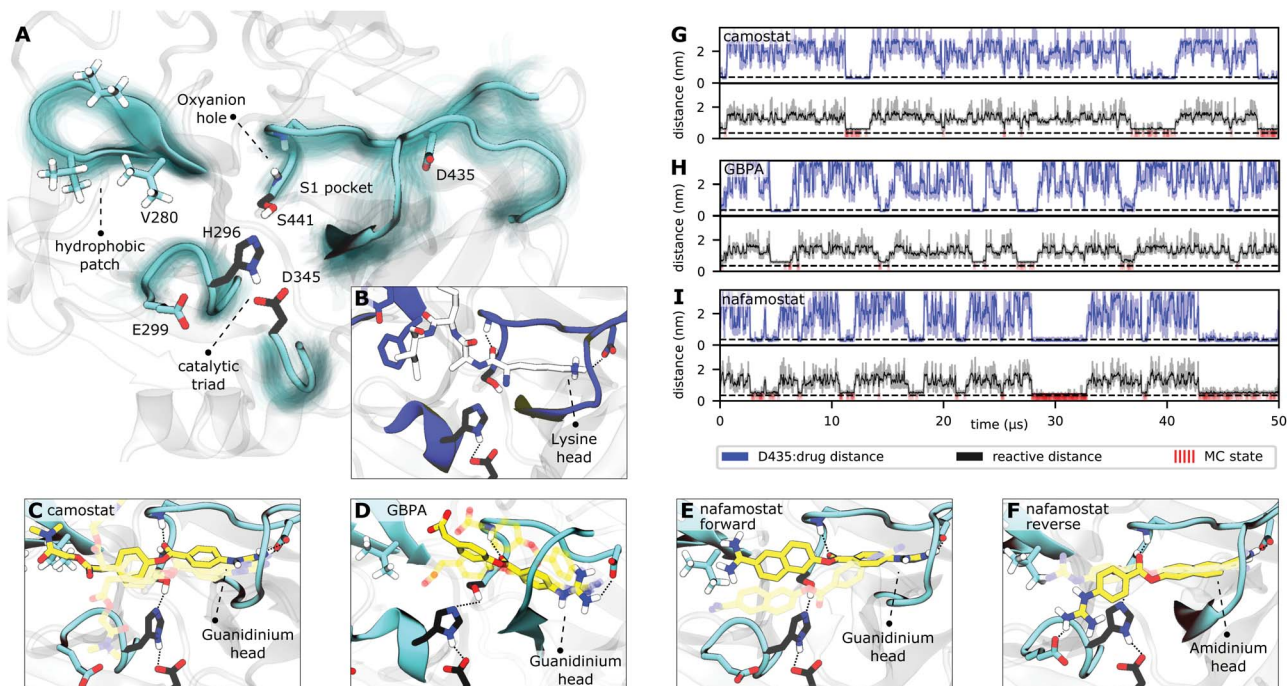 A
Oxyanion
hole
D435
S1 pocket
S441
V280
H296
hydrophobic
patch
D345
E299
catalytic
triad
B
Lysine
head
C camostat
Guanidinium
head
D GBPA
Guanidinium
head
E nafamostat
forward
Guanidinium
head
F nafamostat
reverse
Amidinium
head
G camostat
distance (nm)
2
0
2
0
H GBPA
distance (nm)
2
0
2
0
I nafamostat
distance (nm)
2
0
2
0
0 10 20 30 40 50
time (μs)
D435:drug distance reactive distance MC state